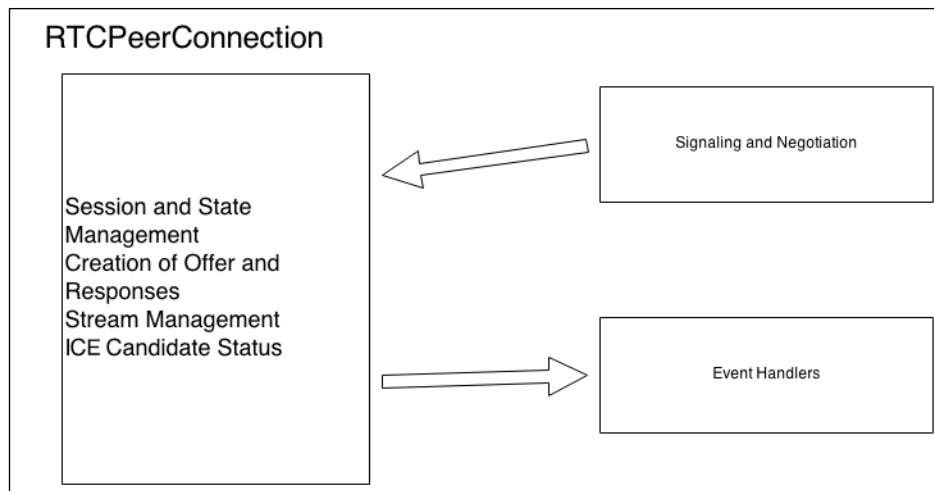 RTCPeerConnection
Session and State
Management
Creation of Offer and
Responses
Stream Management
ICE Candidate Status
Signaling and Negotiation
Event Handlers